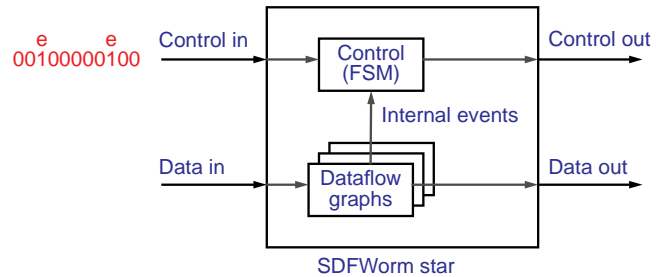 e e
00100000100
Control in
Control
(FSM)
Control out
Internal events
Data in
Dataflow
graphs
Data out
SDFWorm star